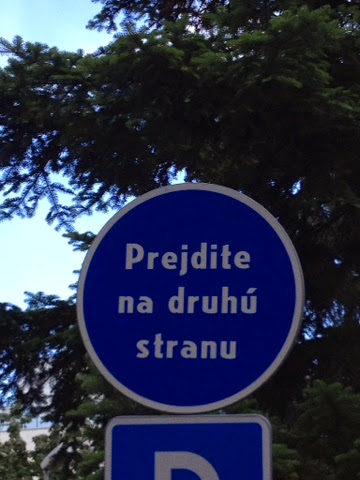 Prejdite
na druhú
stranu
P